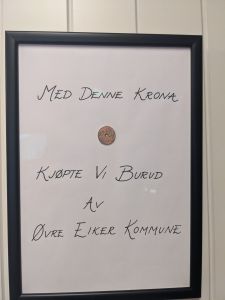 MED DENNE KRONA
KJØPTE VI BURUD
AV
ØVRE EIKER KOMMUNE